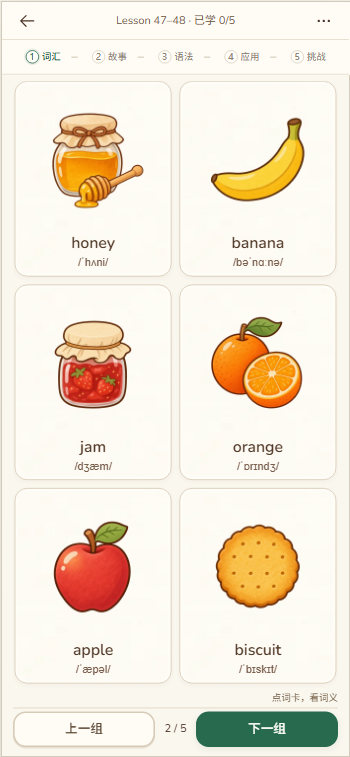 Lesson 47–48 · 已学 0/5
1 词汇 – 2 故事 – 3 语法 – 4 应用 – 5 挑战
honey banana
/ˈhʌni/ /bəˈnɑːnə/
jam orange
/dʒæm/ /ˈɒrɪndʒ/
apple biscuit
/ˈæpəl/ /ˈbɪskɪt/
点词卡，看词义
上一组 2 / 5 下一组